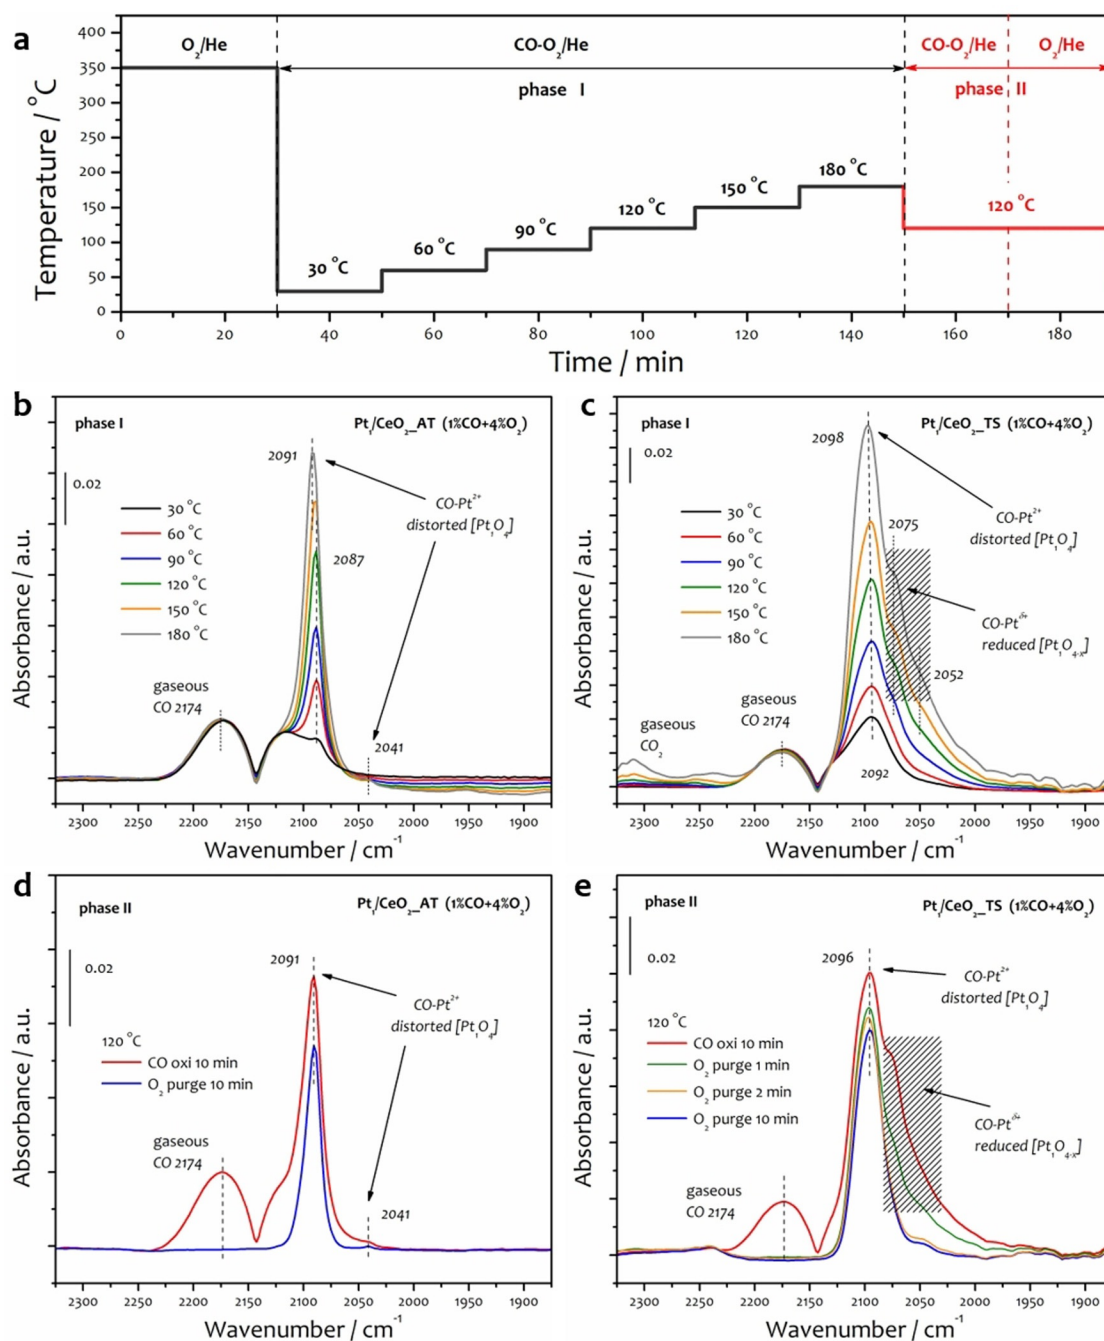 a
O₂/He
CO-O₂/He
CO-O₂/He
O₂/He
phase I
phase II
400
350
300
250
200
150
100
50
0
30 °C
60 °C
90 °C
120 °C
150 °C
180 °C
120 °C
Temperature / °C
0 20 40 60 80 100 120 140 160 180
Time / min
b
phase I
Pt₁/CeO₂_AT (1%CO+4%O₂)
0.02
2091
CO-Pt²⁺
distorted [Pt₁O₄]
30 °C
60 °C
90 °C
120 °C
150 °C
180 °C
2087
gaseous
CO 2174
2041
Absorbance / a.u.
2300 2250 2200 2150 2100 2050 2000 1950 1900
Wavenumber / cm⁻¹
c
phase I
Pt₁/CeO₂_TS (1%CO+4%O₂)
0.02
2098
CO-Pt²⁺
distorted [Pt₁O₄]
30 °C
60 °C
90 °C
120 °C
150 °C
180 °C
2075
CO-Pt^δ+
reduced [Pt₁O₄₋ₓ]
2052
gaseous
CO 2174
gaseous
CO₂
2092
Absorbance / a.u.
2300 2250 2200 2150 2100 2050 2000 1950 1900
Wavenumber / cm⁻¹
d
phase II
Pt₁/CeO₂_AT (1%CO+4%O₂)
0.02
2091
CO-Pt²⁺
distorted [Pt₁O₄]
120 °C
CO oxi 10 min
O₂ purge 10 min
gaseous
CO 2174
2041
Absorbance / a.u.
2300 2250 2200 2150 2100 2050 2000 1950 1900
Wavenumber / cm⁻¹
e
phase II
Pt₁/CeO₂_TS (1%CO+4%O₂)
0.02
2096
CO-Pt²⁺
distorted [Pt₁O₄]
120 °C
CO oxi 10 min
O₂ purge 1 min
O₂ purge 2 min
O₂ purge 10 min
CO-Pt^δ+
reduced [Pt₁O₄₋ₓ]
gaseous
CO 2174
Absorbance / a.u.
2300 2250 2200 2150 2100 2050 2000 1950 1900
Wavenumber / cm⁻¹